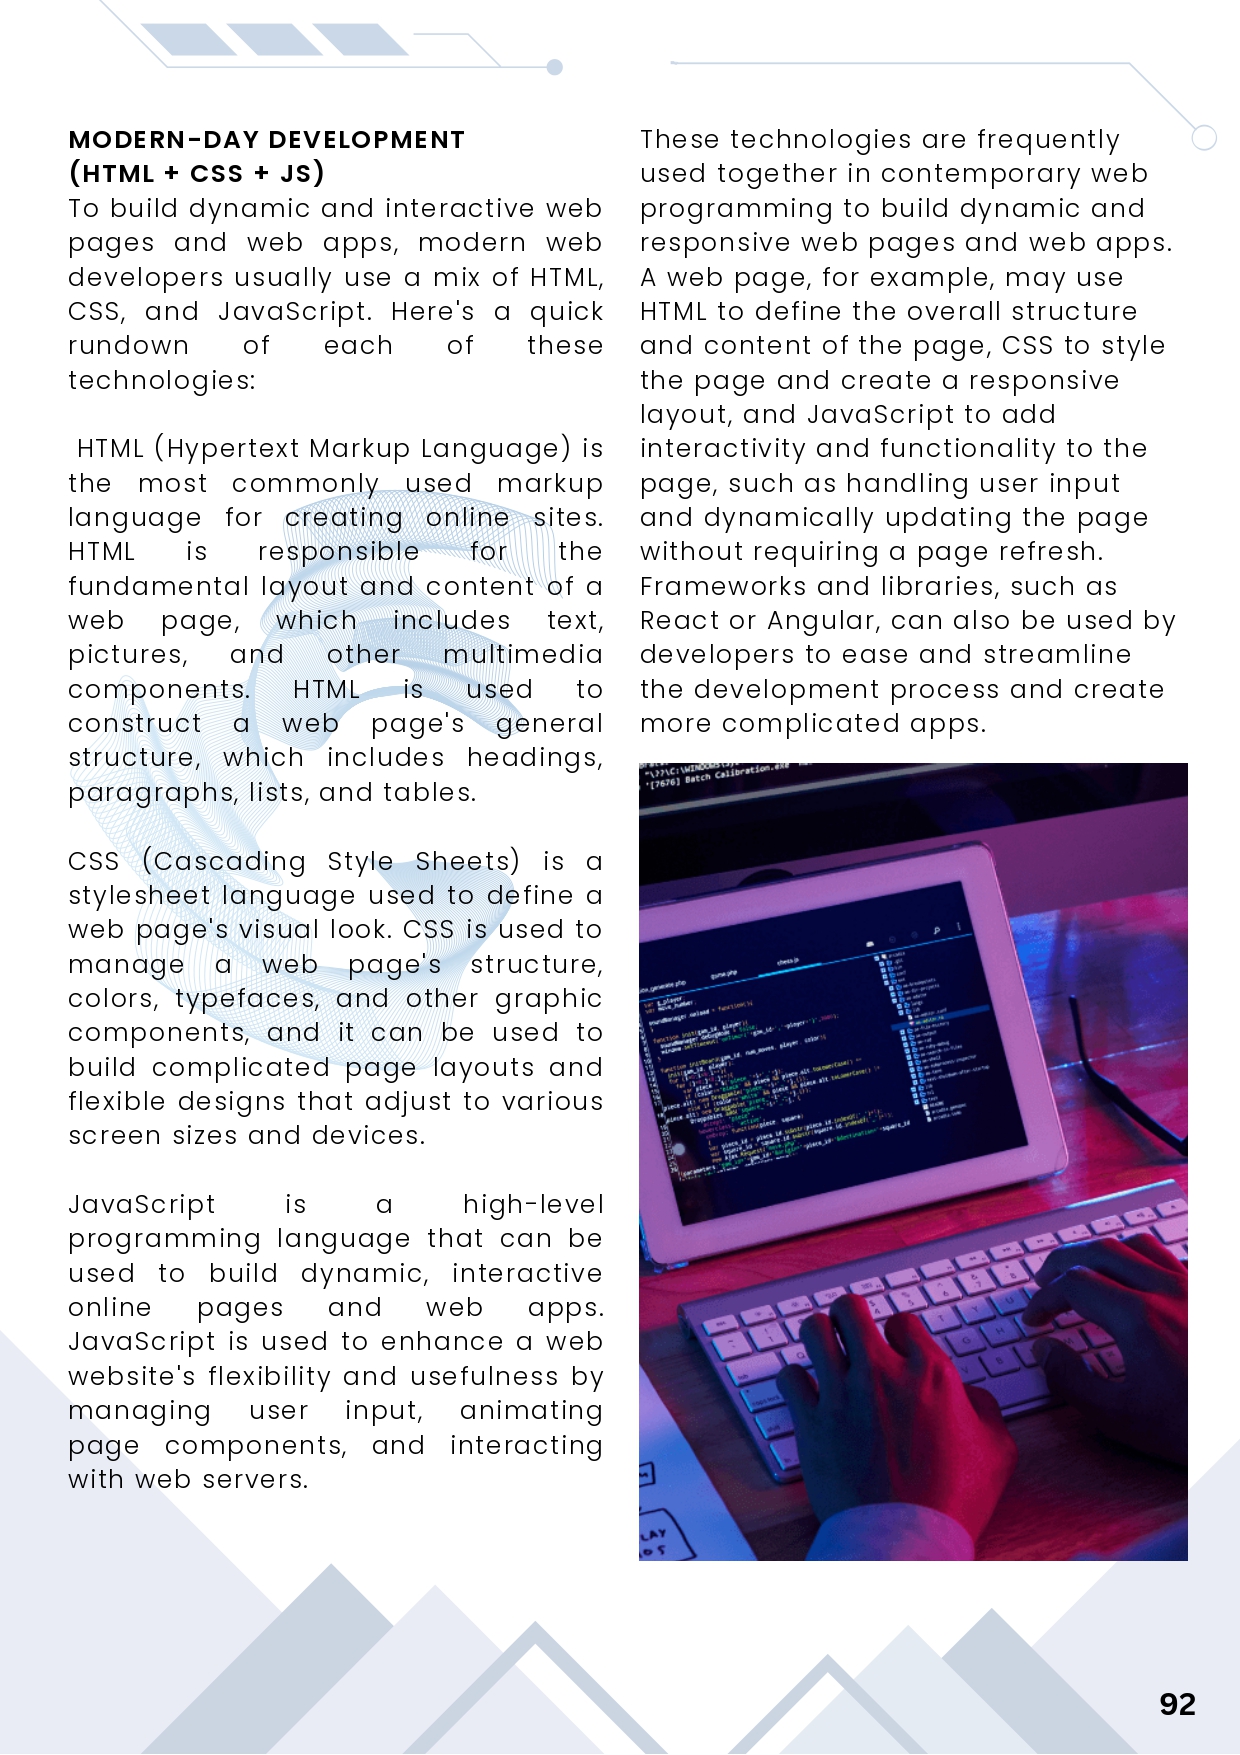 MODERN-DAY DEVELOPMENT
(HTML + CSS + JS)
To build dynamic and interactive web
pages and web apps, modern web
developers usually use a mix of HTML,
CSS, and JavaScript. Here's a quick
rundown of each of these
technologies:
HTML (Hypertext Markup Language) is
the most commonly used markup
language for creating online sites.
HTML is responsible for the
fundamental layout and content of a
web page, which includes text,
pictures, and other multimedia
components. HTML is used to
construct a web page's general
structure, which includes headings,
paragraphs, lists, and tables.
CSS (Cascading Style Sheets) is a
stylesheet language used to define a
web page's visual look. CSS is used to
manage a web page's structure,
colors, typefaces, and other graphic
components, and it can be used to
build complicated page layouts and
flexible designs that adjust to various
screen sizes and devices.
JavaScript is a high-level
programming language that can be
used to build dynamic, interactive
online pages and web apps.
JavaScript is used to enhance a web
website's flexibility and usefulness by
managing user input, animating
page components, and interacting
with web servers.
These technologies are frequently
used together in contemporary web
programming to build dynamic and
responsive web pages and web apps.
A web page, for example, may use
HTML to define the overall structure
and content of the page, CSS to style
the page and create a responsive
layout, and JavaScript to add
interactivity and functionality to the
page, such as handling user input
and dynamically updating the page
without requiring a page refresh.
Frameworks and libraries, such as
React or Angular, can also be used by
developers to ease and streamline
the development process and create
more complicated apps.
[7676] Batch Calibration.exe
game.php
chess.js
92